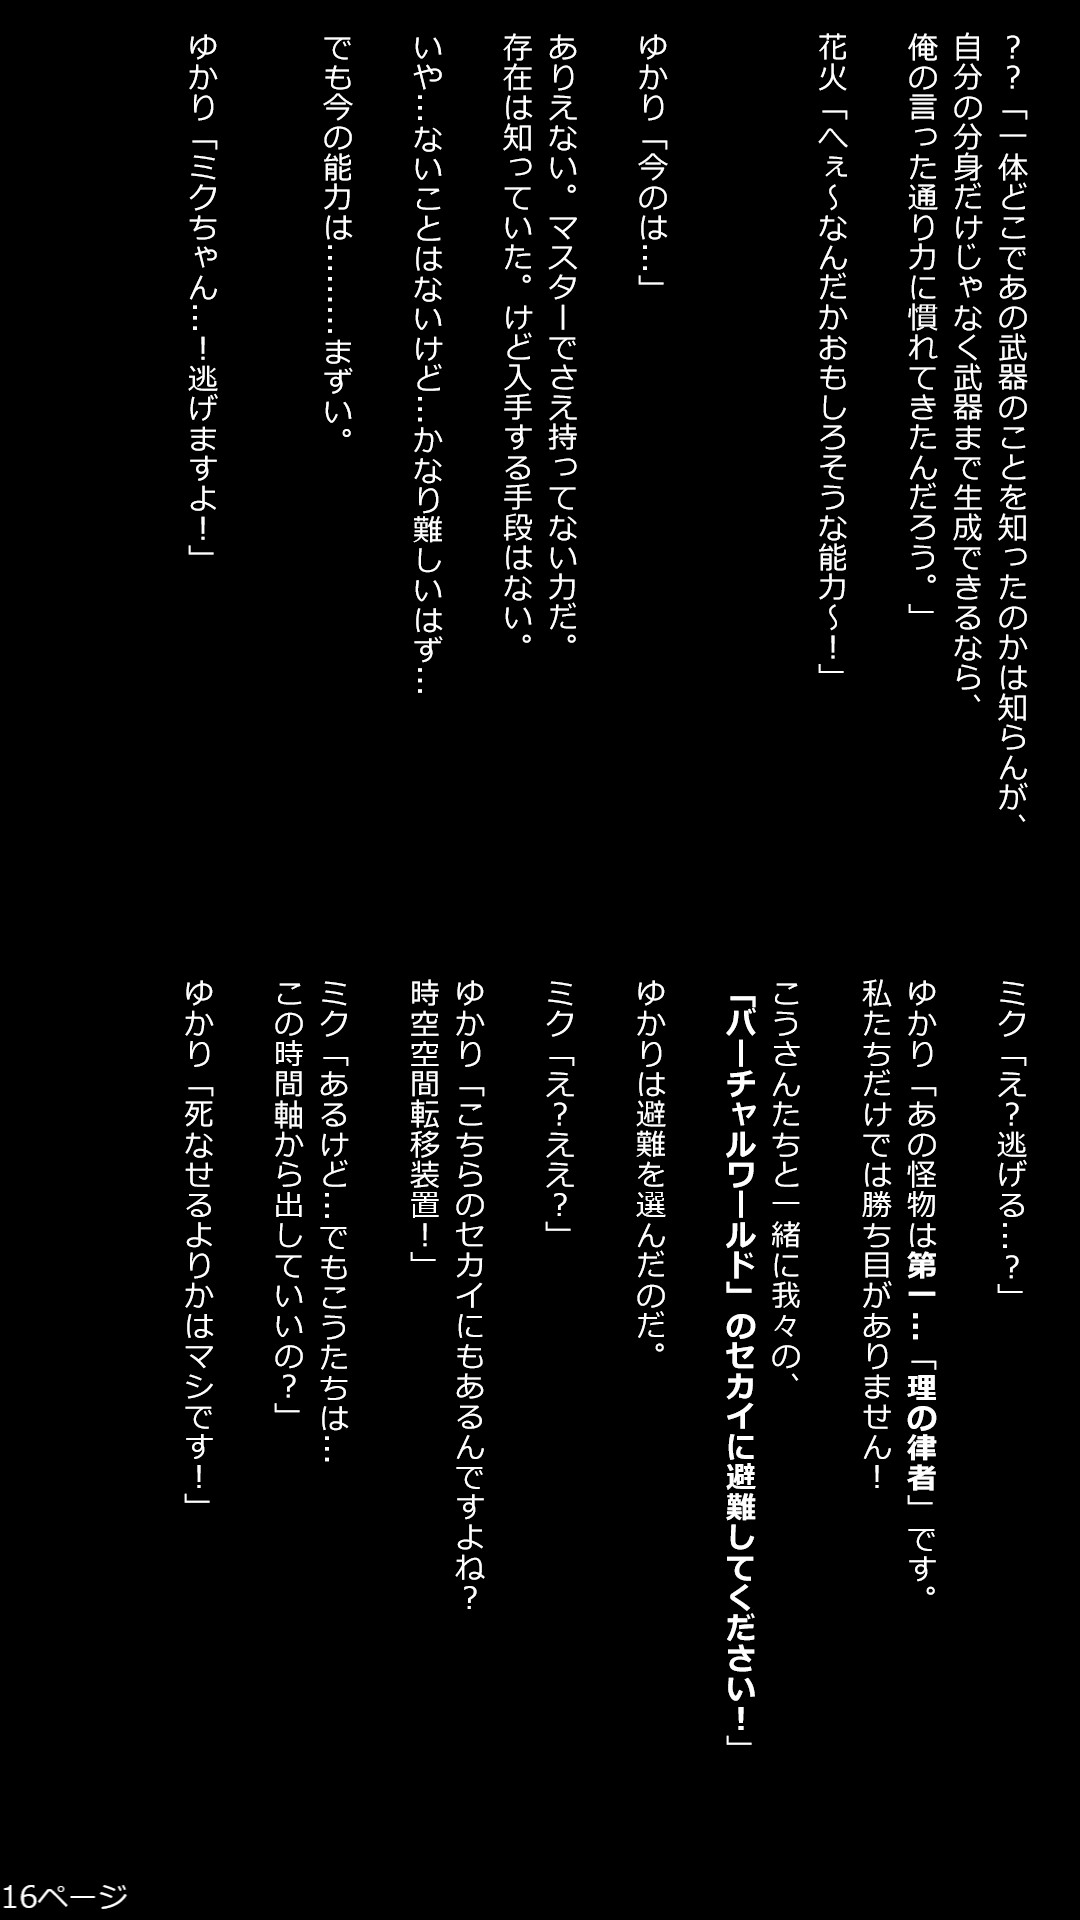 ？？「一体どこであの武器のことを知ったのかは知らんが、
自分の分身だけじゃなく武器まで生成できるなら、
俺の言った通り力に慣れてきたんだろう。」
花火「へぇ～なんだかおもしろそうな能力～！」
ゆかり「今のは…」
ありえない。マスターでさえ持ってない力だ。
存在は知っていた。けど入手する手段はない。
いや…ないことはないけど…かなり難しいはず…
でも今の能力は………まずい。
ゆかり「ミクちゃん…！逃げますよ！」
ミク「え？逃げる…？」
ゆかり「あの怪物は第一…「理の律者」です。
私たちだけでは勝ち目がありません！
こうさんたちと一緒に我々の、
「バーチャルワールド」のセカイに避難してください！」
ゆかりは避難を選んだのだ。
ミク「え？ええ？」
ゆかり「こちらのセカイにもあるんですよね？
時空空間転移装置！」
ミク「あるけど…でもこうたちは…
この時間軸から出していいの？」
ゆかり「死なせるよりかはマシです！」
16ページ